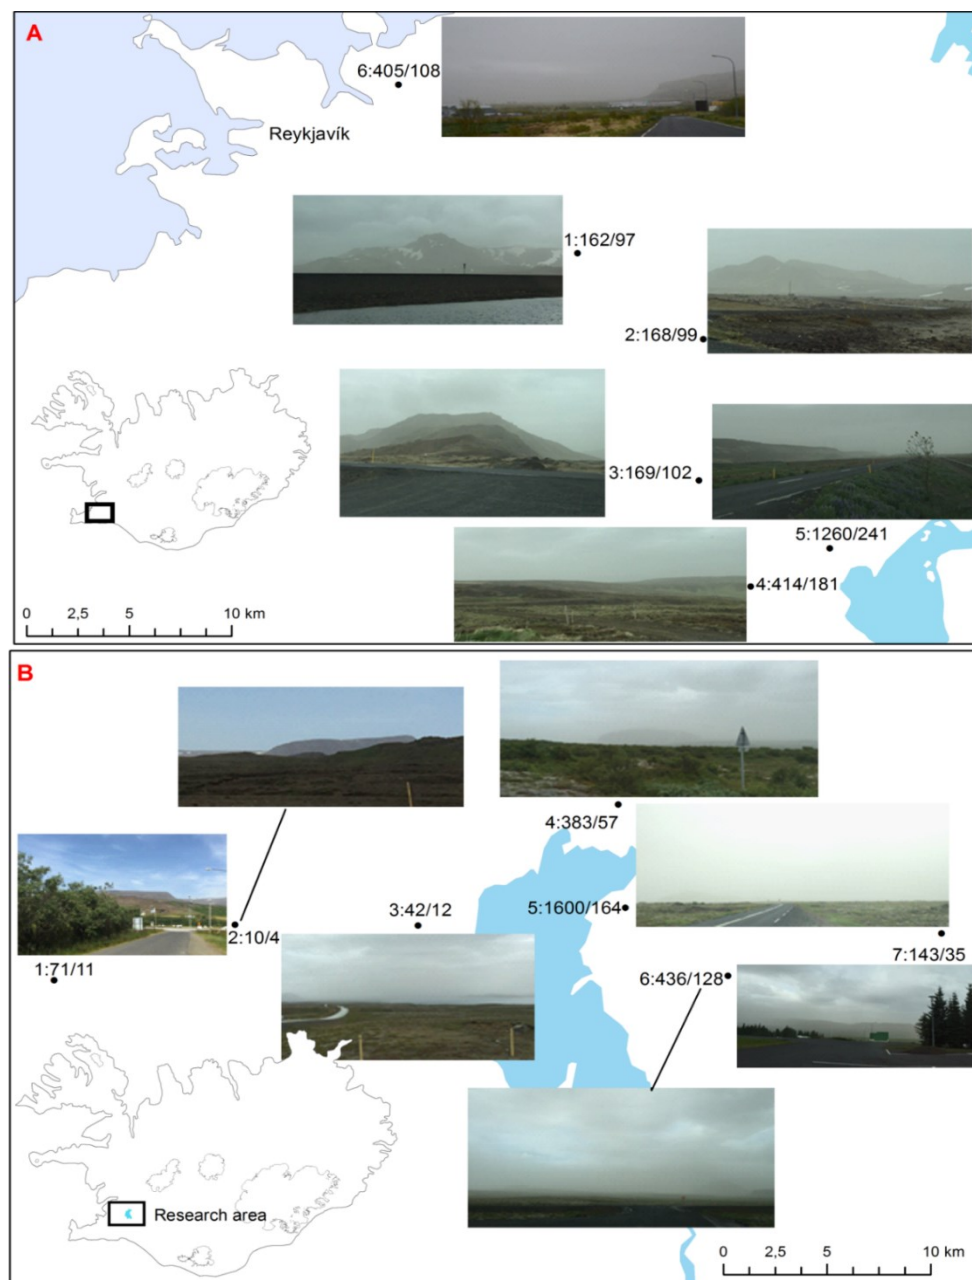 A
6:405/108
Reykjavík
1:162/97
2:168/99
3:169/102
5:1260/241
4:414/181
0 2,5 5 10 km
B
4:383/57
3:42/12
5:1600/164
2:10/4
7:143/35
1:71/11
6:436/128
Research area
0 2,5 5 10 km